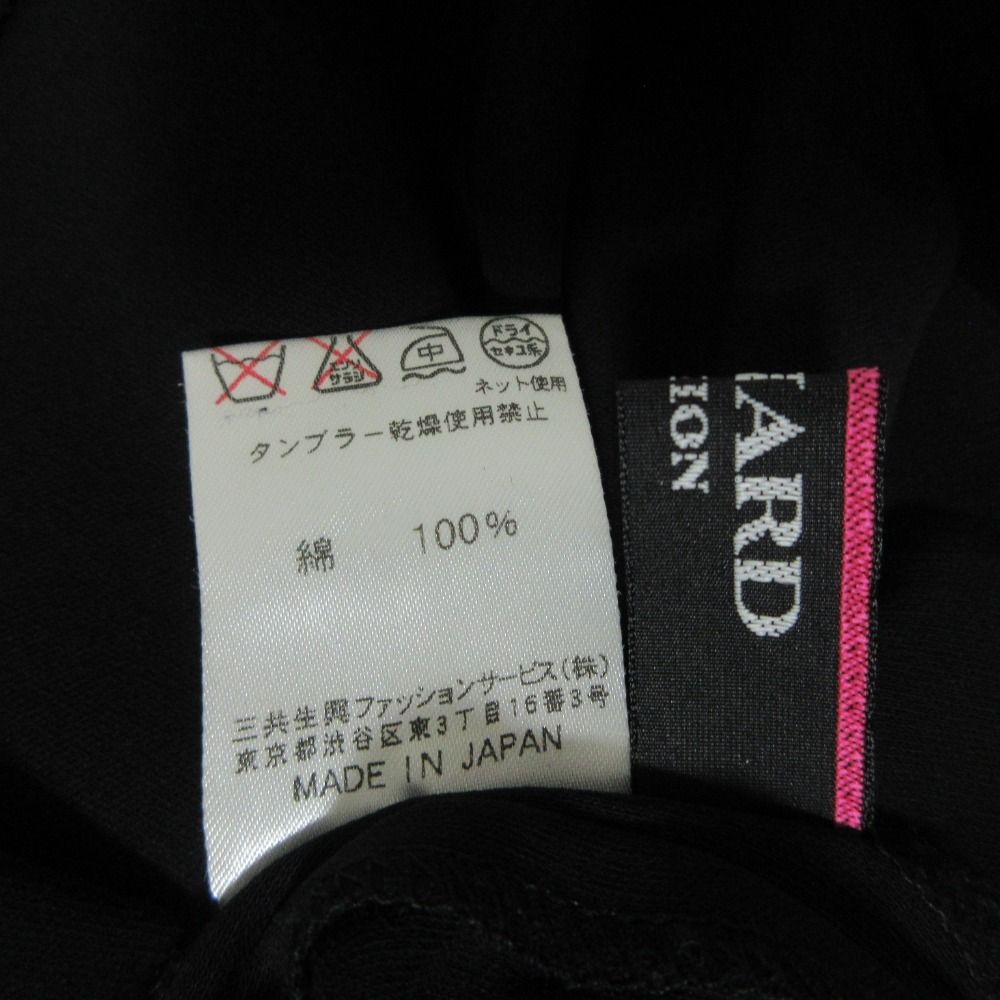 エンソ
サラシ
中
ドライ
セキユ系
ネット使用
タンブラー乾燥使用禁止
綿 100%
三共生興ファッションサービス(株)
東京都渋谷区東3丁目16番3号
MADE IN JAPAN
ARD
ION